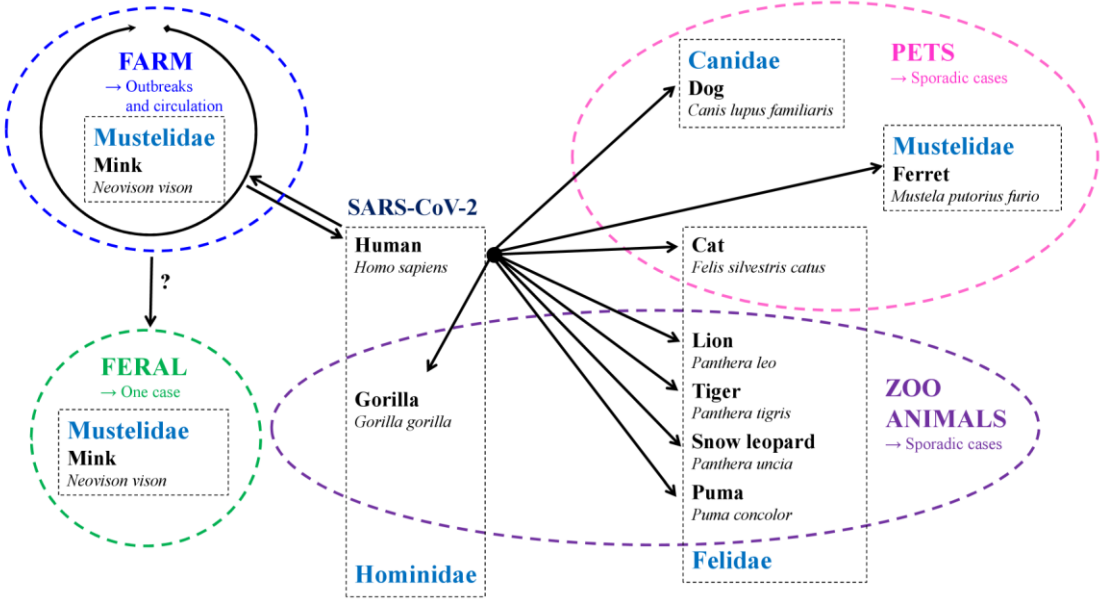 FARM
→ Outbreaks
and circulation
Mustelidae
Mink
Neovison vison
?
FERAL
→ One case
Mustelidae
Mink
Neovison vison
SARS-CoV-2
Human
Homo sapiens
Gorilla
Gorilla gorilla
Hominidae
Canidae
Dog
Canis lupus familiaris
PETS
→ Sporadic cases
Mustelidae
Ferret
Mustela putorius furio
Cat
Felis silvestris catus
Lion
Panthera leo
Tiger
Panthera tigris
Snow leopard
Panthera uncia
Puma
Puma concolor
Felidae
ZOO
ANIMALS
→ Sporadic cases